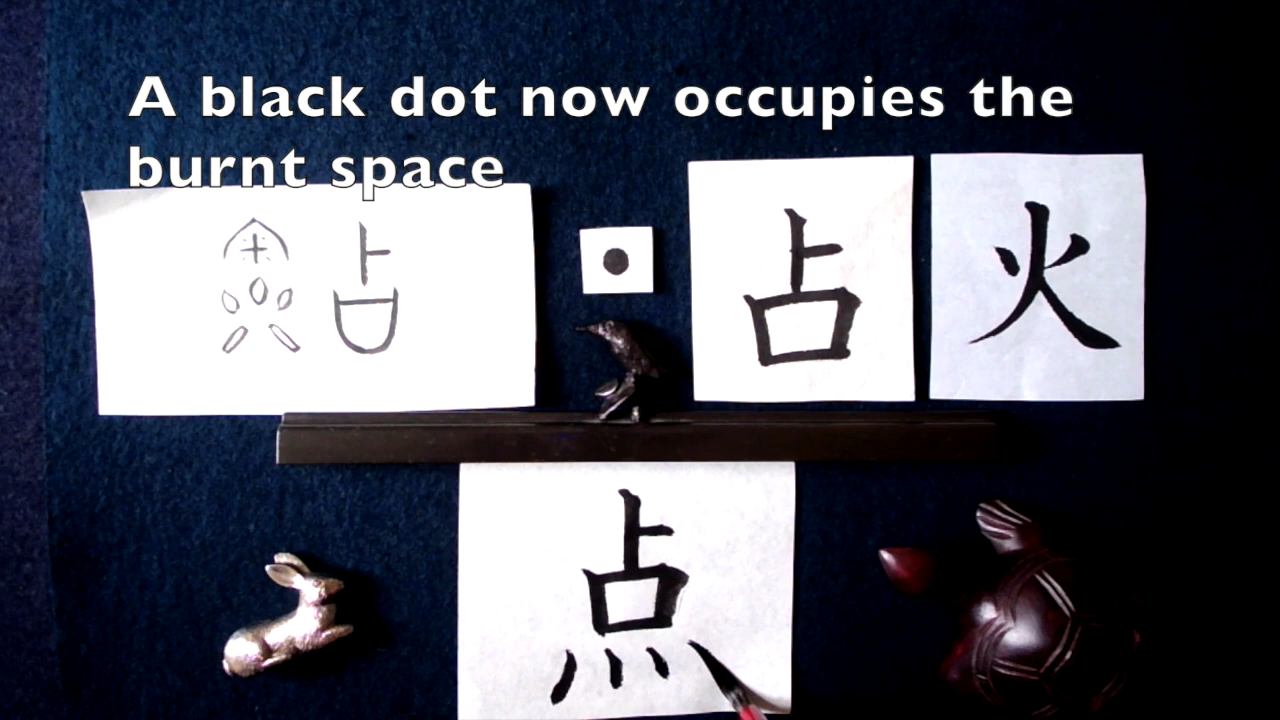 A black dot now occupies the
burnt space
占
火
点